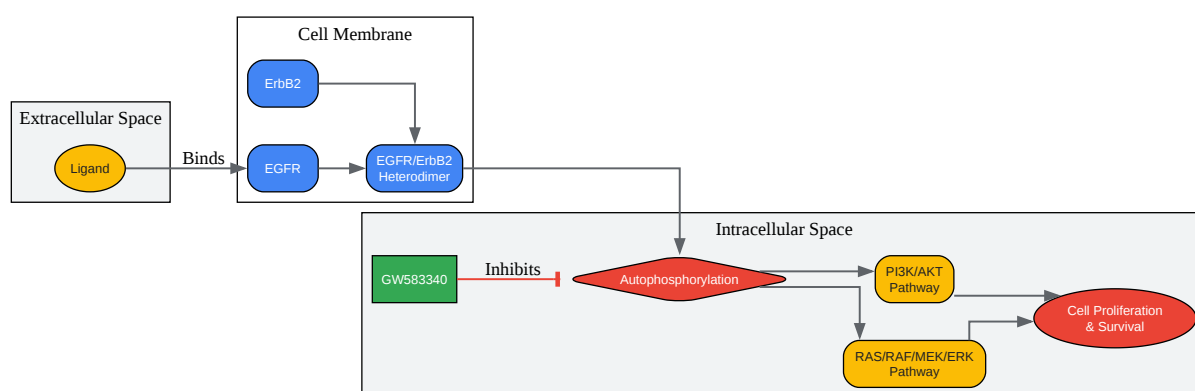 Cell Membrane
ErbB2
Extracellular Space
Ligand
Binds
EGFR
EGFR/ErbB2
Heterodimer
Intracellular Space
GW583340
Inhibits
Autophosphorylation
PI3K/AKT
Pathway
Cell Proliferation
& Survival
RAS/RAF/MEK/ERK
Pathway